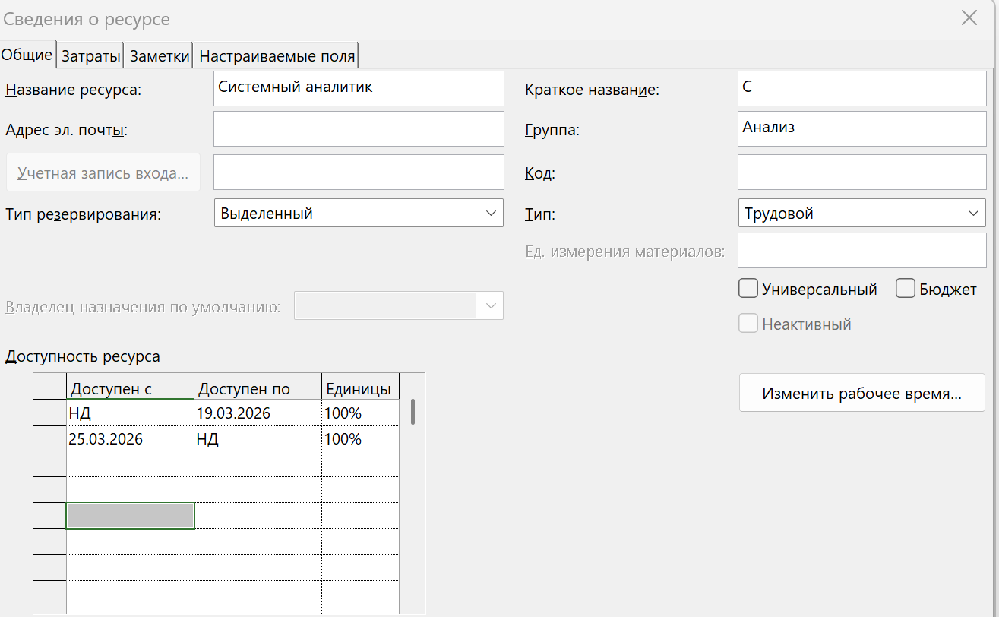 Сведения о ресурсе
Общие Затраты Заметки Настраиваемые поля
Название ресурса: Системный аналитик Краткое название: С
Адрес эл. почты: Группа: Анализ
Учетная запись входа... Код:
Тип резервирования: Выделенный Тип: Трудовой
Ед. измерения материалов:
Универсальный Бюджет
Владелец назначения по умолчанию:
Неактивный
Доступность ресурса
Доступен с Доступен по Единицы
Изменить рабочее время...
НД 19.03.2026 100%
25.03.2026 НД 100%